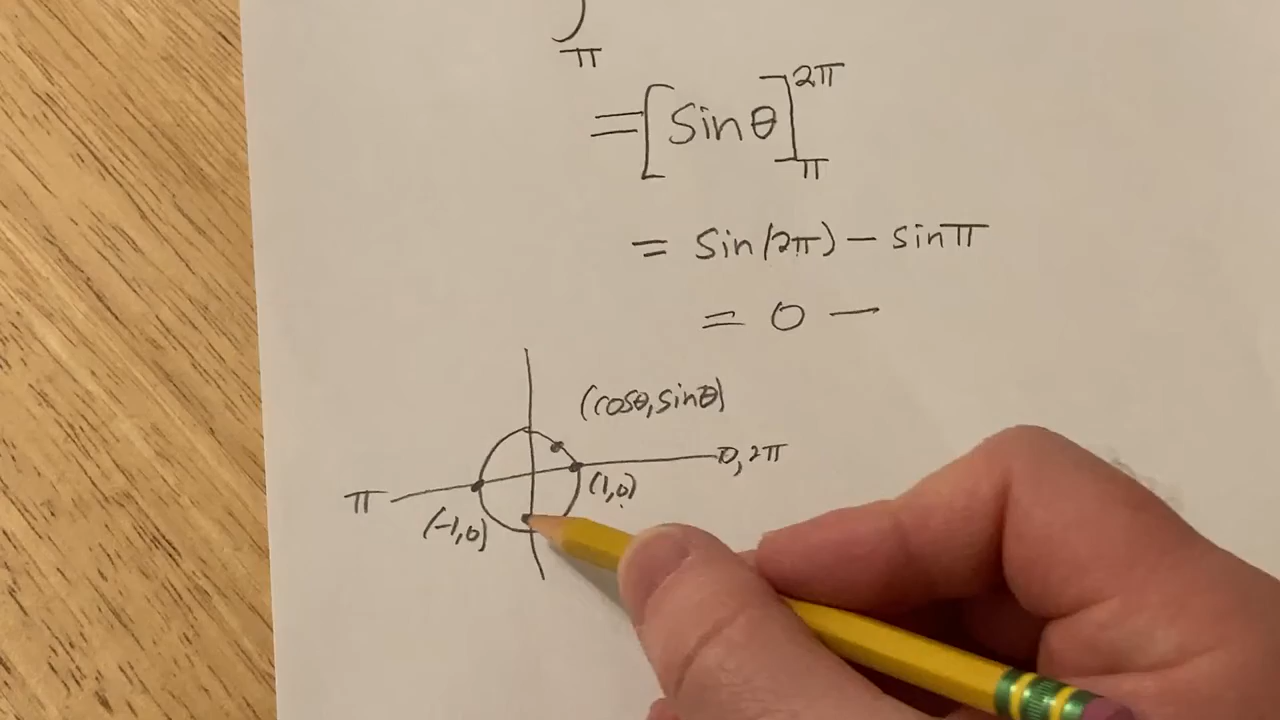 ∫
π
= [sinθ]
2π
π
= sin(2π) − sinπ
= 0 −
(cosθ, sinθ)
0, 2π
(1,0)
π
(-1,0)